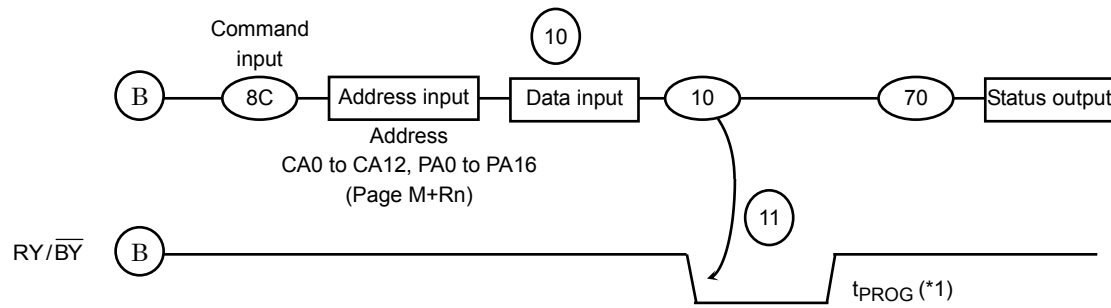 Command
input
10
B
8C
Address input
Data input
10
70
Status output
Address
CA0 to CA12, PA0 to PA16
(Page M+Rn)
11
RY/BY
B
tPROG (*1)